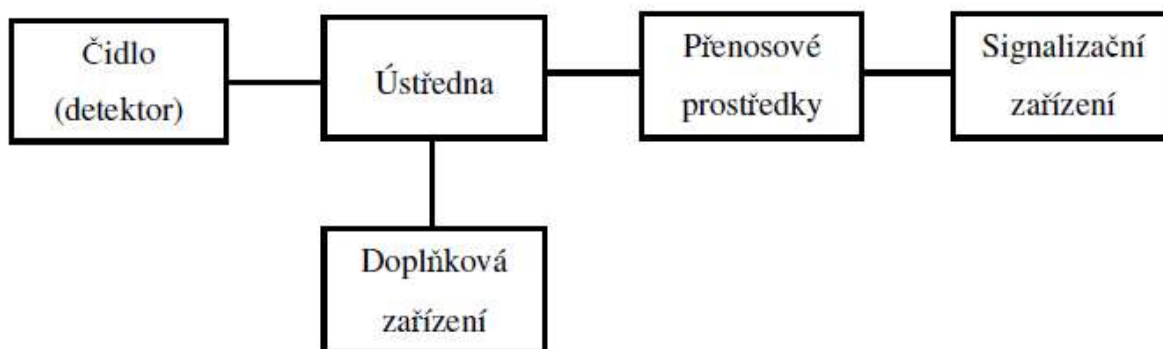 Čidlo
(detektor)
Ústředna
Přenosové
prostředky
Signalizační
zařízení
Doplňková
zařízení